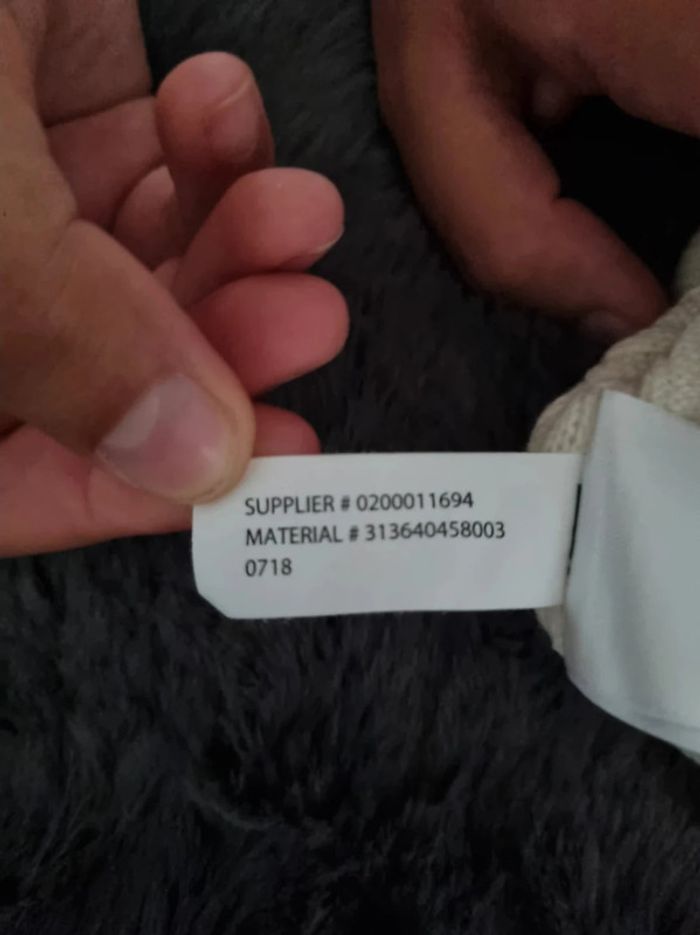 SUPPLIER # 0200011694
MATERIAL # 313640458003
0718